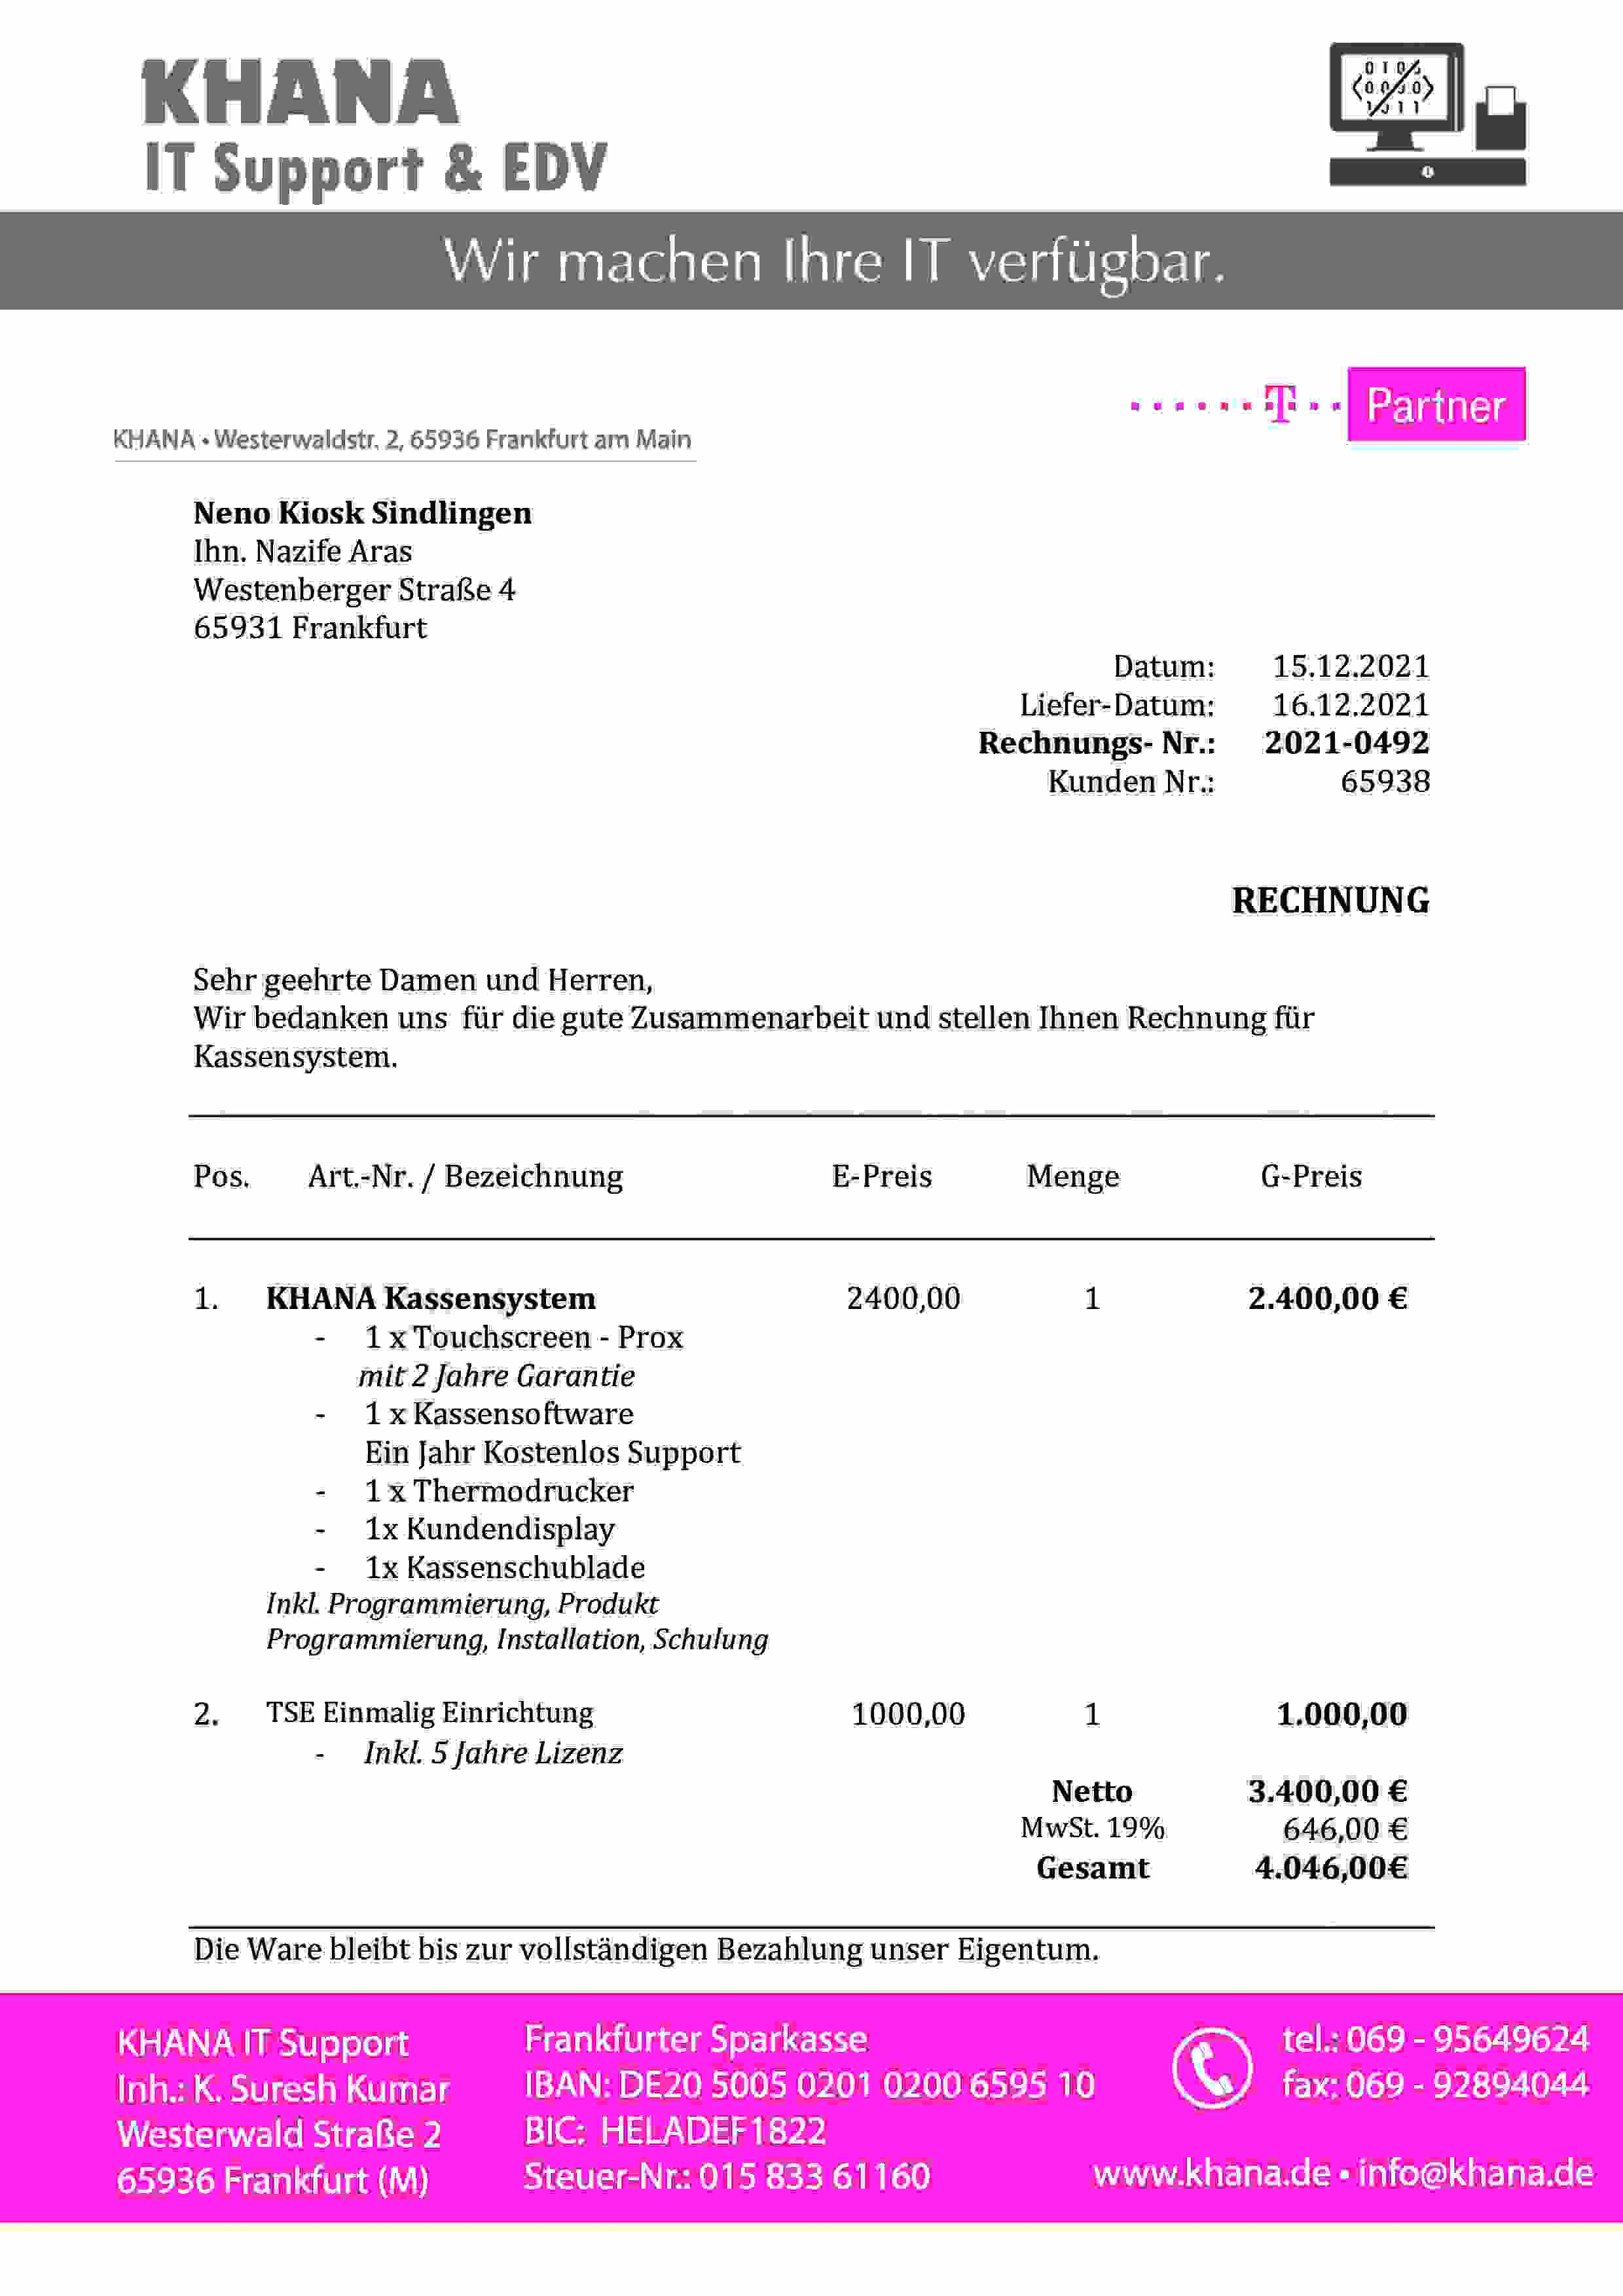 KHANA
IT Support & EDV
Wir machen Ihre IT verfügbar.
T Partner
KHANA • Westerwaldstr. 2, 65936 Frankfurt am Main
Neno Kiosk Sindlingen
Ihn. Nazife Aras
Westenberger Straße 4
65931 Frankfurt
Datum: 15.12.2021
Liefer-Datum: 16.12.2021
Rechnungs- Nr.: 2021-0492
Kunden Nr.: 65938
RECHNUNG
Sehr geehrte Damen und Herren,
Wir bedanken uns für die gute Zusammenarbeit und stellen Ihnen Rechnung für
Kassensystem.
Pos. Art.-Nr. / Bezeichnung E-Preis Menge G-Preis
1. KHANA Kassensystem 2400,00 1 2.400,00 €
- 1 x Touchscreen - Prox
mit 2 Jahre Garantie
- 1 x Kassensoftware
Ein Jahr Kostenlos Support
- 1 x Thermodrucker
- 1x Kundendisplay
- 1x Kassenschublade
Inkl. Programmierung, Produkt
Programmierung, Installation, Schulung
2. TSE Einmalig Einrichtung 1000,00 1 1.000,00
- Inkl. 5 Jahre Lizenz
Netto 3.400,00 €
MwSt. 19% 646,00 €
Gesamt 4.046,00€
Die Ware bleibt bis zur vollständigen Bezahlung unser Eigentum.
KHANA IT Support
Inh.: K. Suresh Kumar
Westerwald Straße 2
65936 Frankfurt (M)
Frankfurter Sparkasse
IBAN: DE20 5005 0201 0200 6595 10
BIC: HELADEF1822
Steuer-Nr.: 015 833 61160
tel.: 069 - 95649624
fax: 069 - 92894044
www.khana.de • info@khana.de